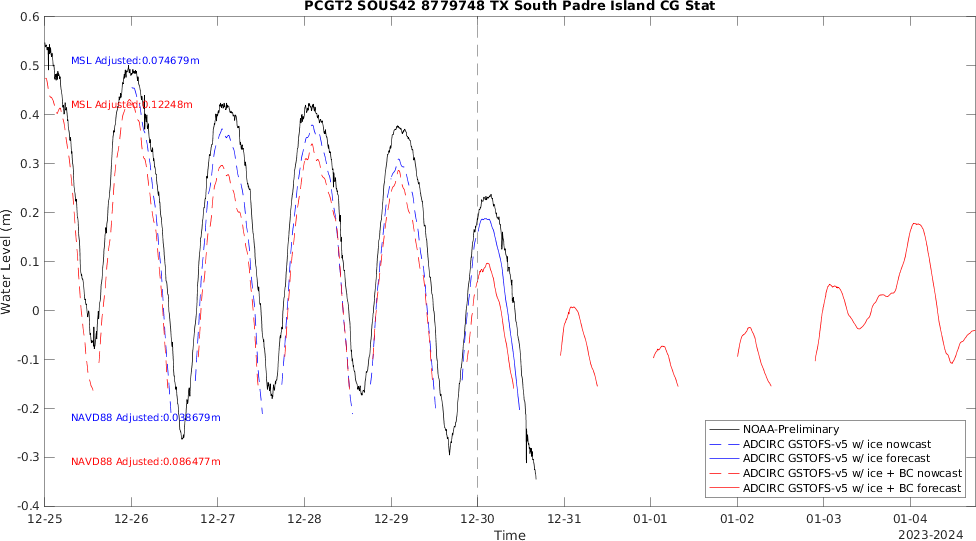 PCGT2 SOUS42 8779748 TX South Padre Island CG Stat
0.6
0.5
0.4
0.3
0.2
0.1
0
-0.1
-0.2
-0.3
-0.4
Water Level (m)
MSL Adjusted:0.074679m
MSL Adjusted:0.12248m
NAVD88 Adjusted:0.038679m
NAVD88 Adjusted:0.086477m
NOAA-Preliminary
ADCIRC GSTOFS-v5 w/ ice nowcast
ADCIRC GSTOFS-v5 w/ ice forecast
ADCIRC GSTOFS-v5 w/ ice + BC nowcast
ADCIRC GSTOFS-v5 w/ ice + BC forecast
12-25 12-26 12-27 12-28 12-29 12-30 12-31 01-01 01-02 01-03 01-04
Time
2023-2024